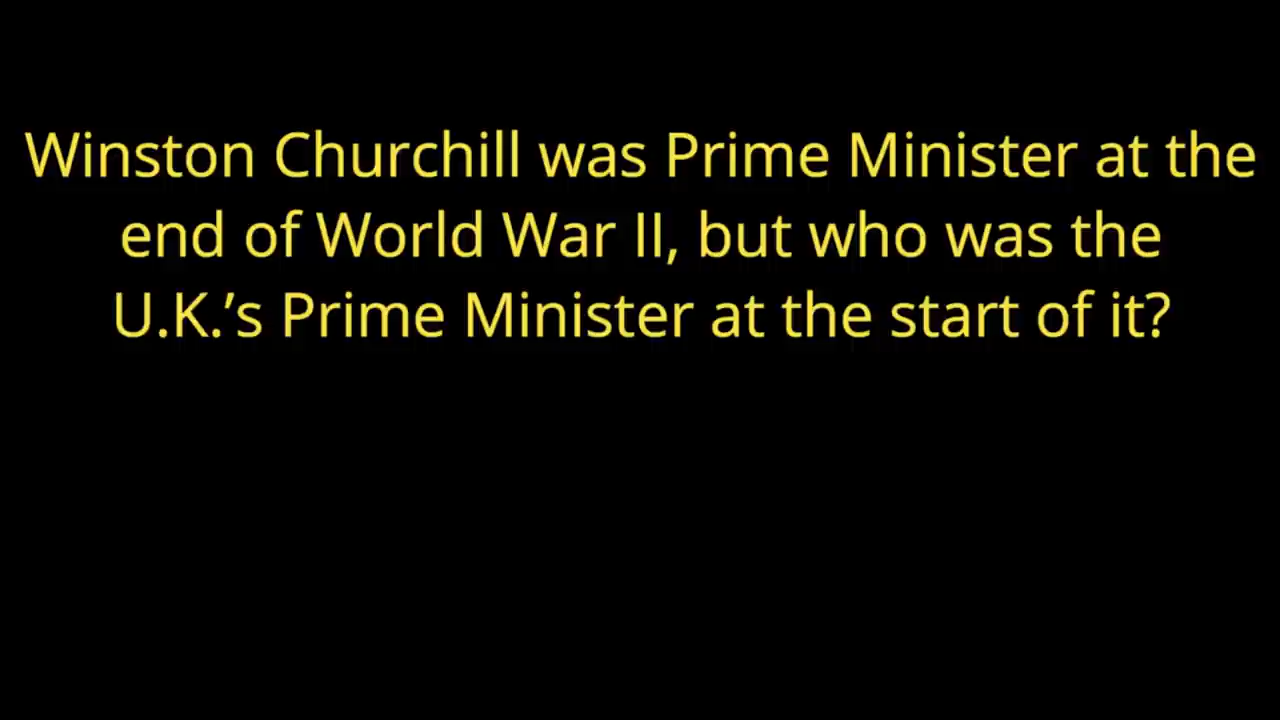 Winston Churchill was Prime Minister at the
end of World War II, but who was the
U.K.’s Prime Minister at the start of it?